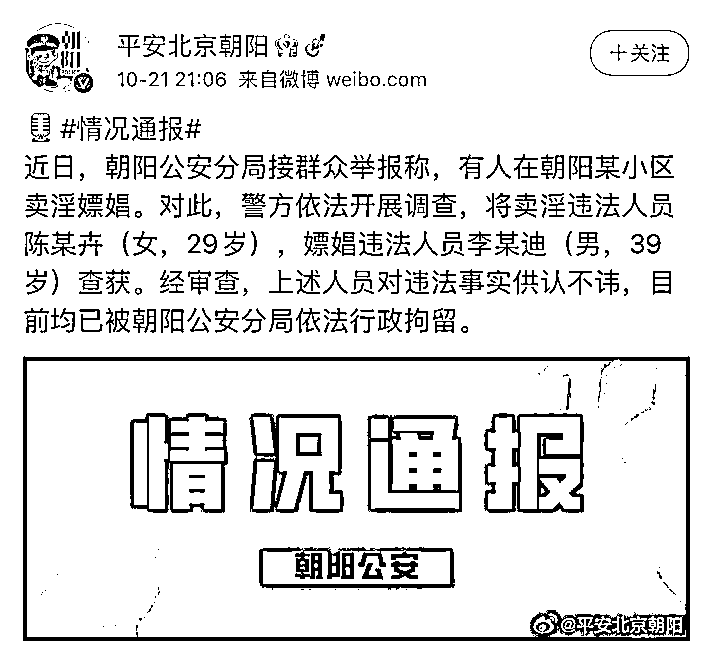 平安北京朝阳
10-21 21:06 来自微博 weibo.com
+关注
#情况通报#
近日，朝阳公安分局接群众举报称，有人在朝阳某小区
卖淫嫖娼。对此，警方依法开展调查，将卖淫违法人员
陈某卉（女，29岁），嫖娼违法人员李某迪（男，39
岁）查获。经审查，上述人员对违法事实供认不讳，目
前均已被朝阳公安分局依法行政拘留。
情况通报
朝阳公安
@平安北京朝阳